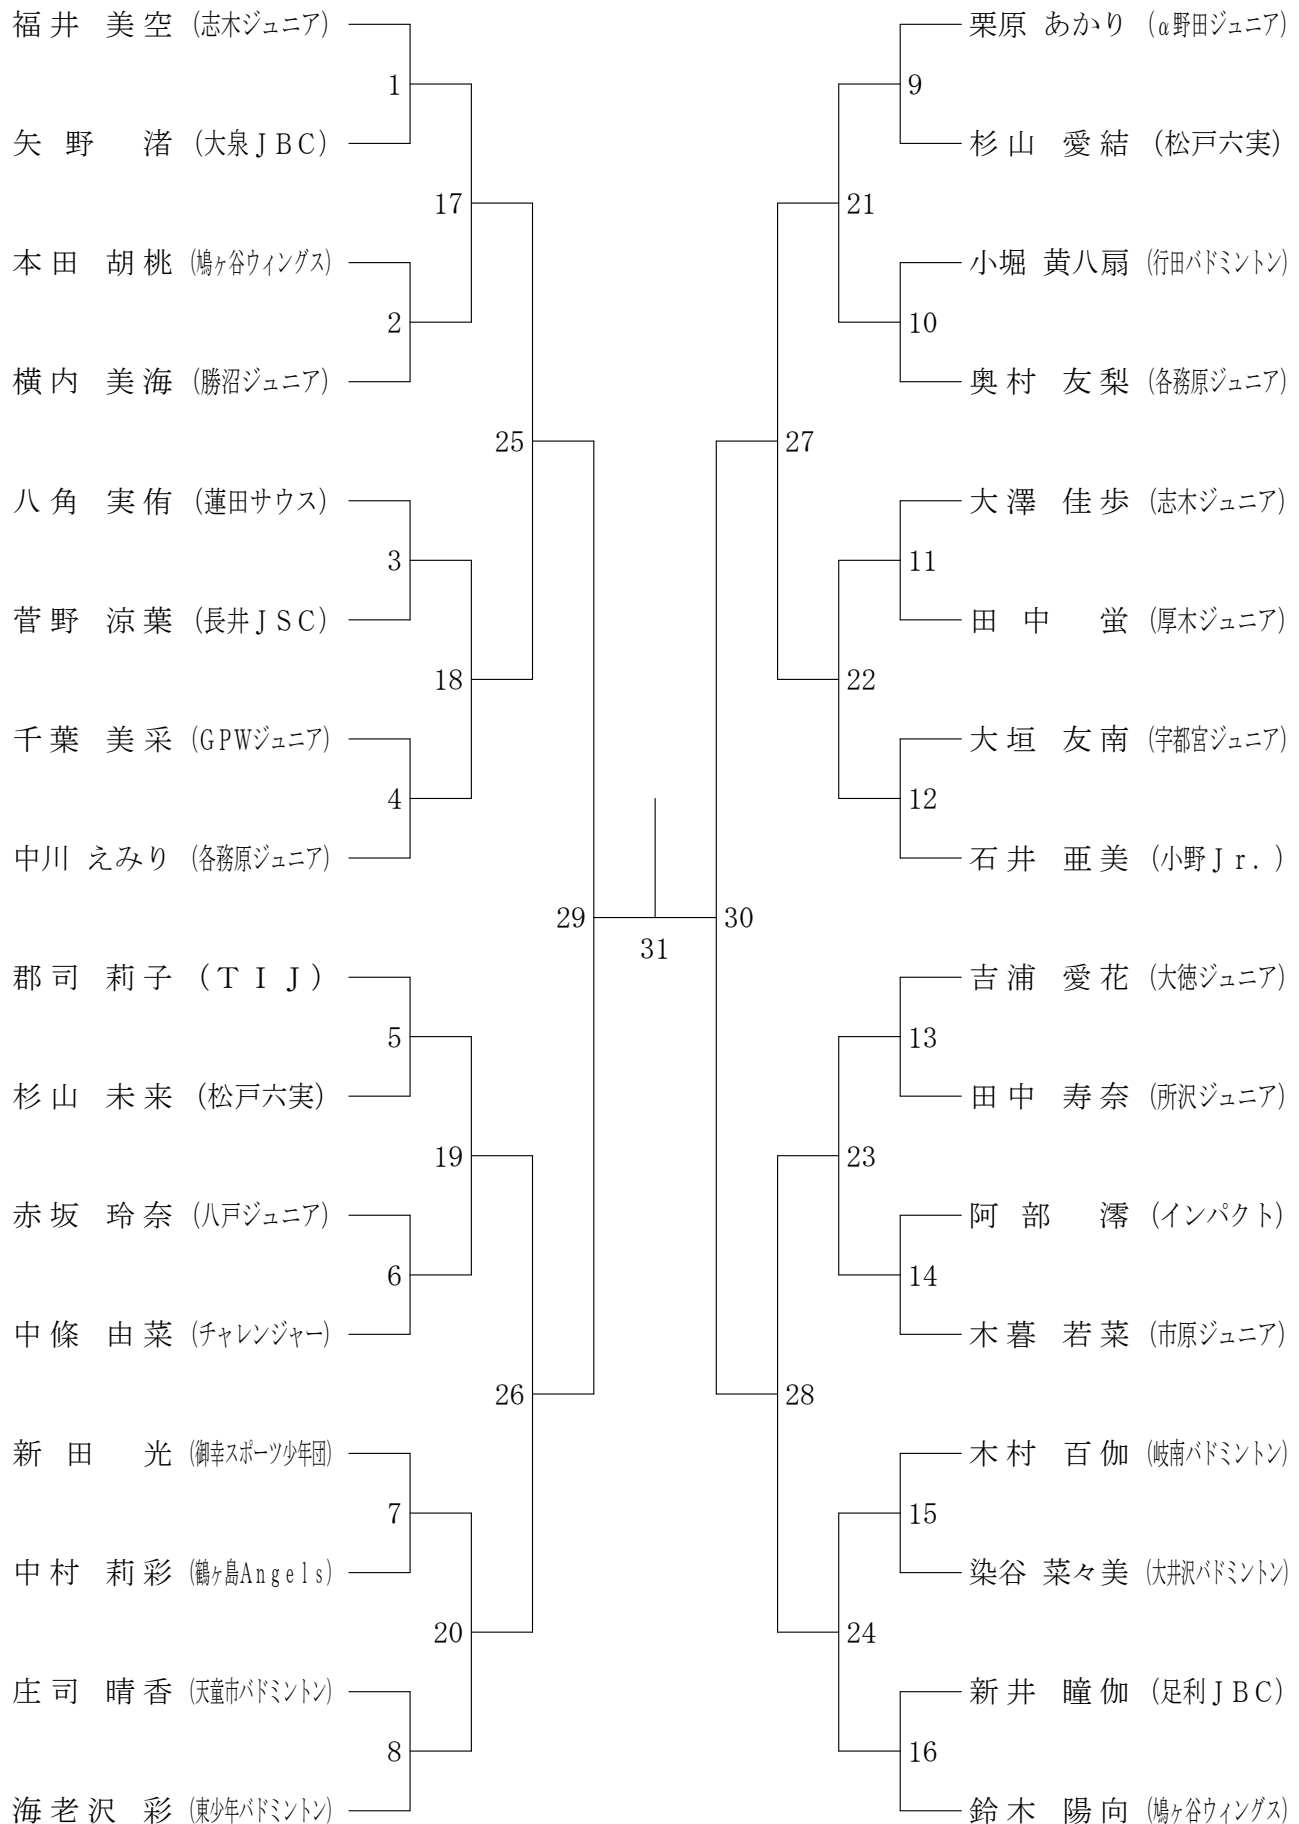 福井 美空 (志木ジュニア)
1
矢野 渚 (大泉JBC)
17
本田 胡桃 (鳩ヶ谷ウィングス)
2
横内 美海 (勝沼ジュニア)
25
八角 実侑 (蓮田サウス)
3
菅野 涼葉 (長井JSC)
18
千葉 美采 (GPWジュニア)
4
中川 えみり (各務原ジュニア)
29
郡司 莉子 (TIJ)
5
杉山 未来 (松戸六実)
19
赤坂 玲奈 (八戸ジュニア)
6
中條 由菜 (チャレンジャー)
26
新田 光 (御幸スポーツ少年団)
7
中村 莉彩 (鶴ヶ島Angels)
20
庄司 晴香 (天童市バドミントン)
8
海老沢 彩 (東少年バドミントン)
31
栗原 あかり (α野田ジュニア)
9
杉山 愛結 (松戸六実)
21
小堀 黄八扇 (行田バドミントン)
10
奥村 友梨 (各務原ジュニア)
27
大澤 佳歩 (志木ジュニア)
11
田中 蛍 (厚木ジュニア)
22
大垣 友南 (宇都宮ジュニア)
12
石井 亜美 (小野Jr.)
30
吉浦 愛花 (大徳ジュニア)
13
田中 寿奈 (所沢ジュニア)
23
阿部 澪 (インパクト)
14
木暮 若菜 (市原ジュニア)
28
木村 百伽 (岐南バドミントン)
15
染谷 菜々美 (大井沢バドミントン)
24
新井 瞳伽 (足利JBC)
16
鈴木 陽向 (鳩ヶ谷ウィングス)